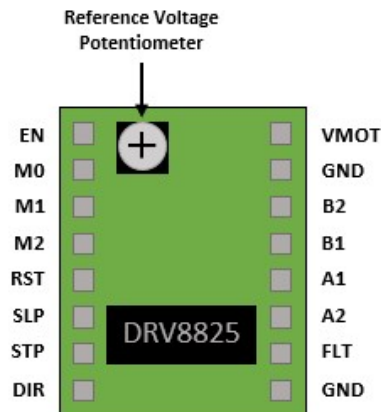 Reference Voltage
Potentiometer
EN
VMOT
M0
GND
M1
B2
M2
B1
RST
A1
SLP
A2
DRV8825
STP
FLT
DIR
GND